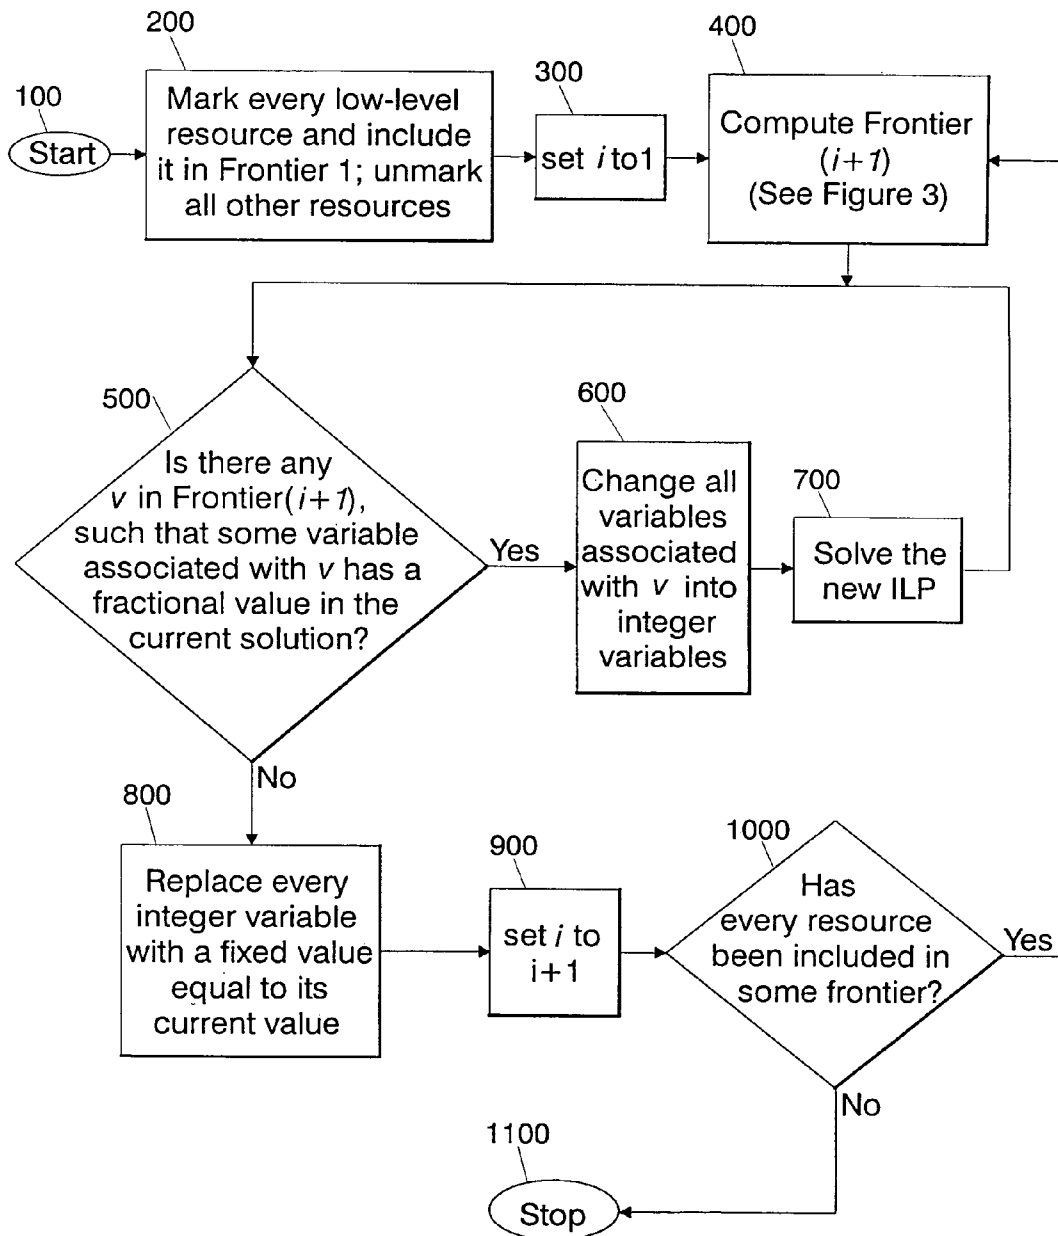 100
Start
200
Mark every low-level
resource and include
it in Frontier 1; unmark
all other resources
300
set i to1
400
Compute Frontier
(i+1)
(See Figure 3)
500
Is there any
v in Frontier(i+1),
such that some variable
associated with v has a
fractional value in the
current solution?
Yes
600
Change all
variables
associated
with v into
integer
variables
700
Solve the
new ILP
No
800
Replace every
integer variable
with a fixed value
equal to its
current value
900
set i to
i+1
1000
Has
every resource
been included in
some frontier?
Yes
No
1100
Stop